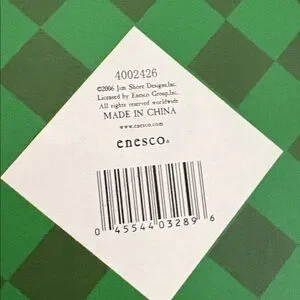 4002426
©2006 Jim Shore Designs,Inc.
Licensed by Enesco Group,Inc.
All rights reserved worldwide
MADE IN CHINA
www.enesco.com
enesco®
0 45544 03289 6